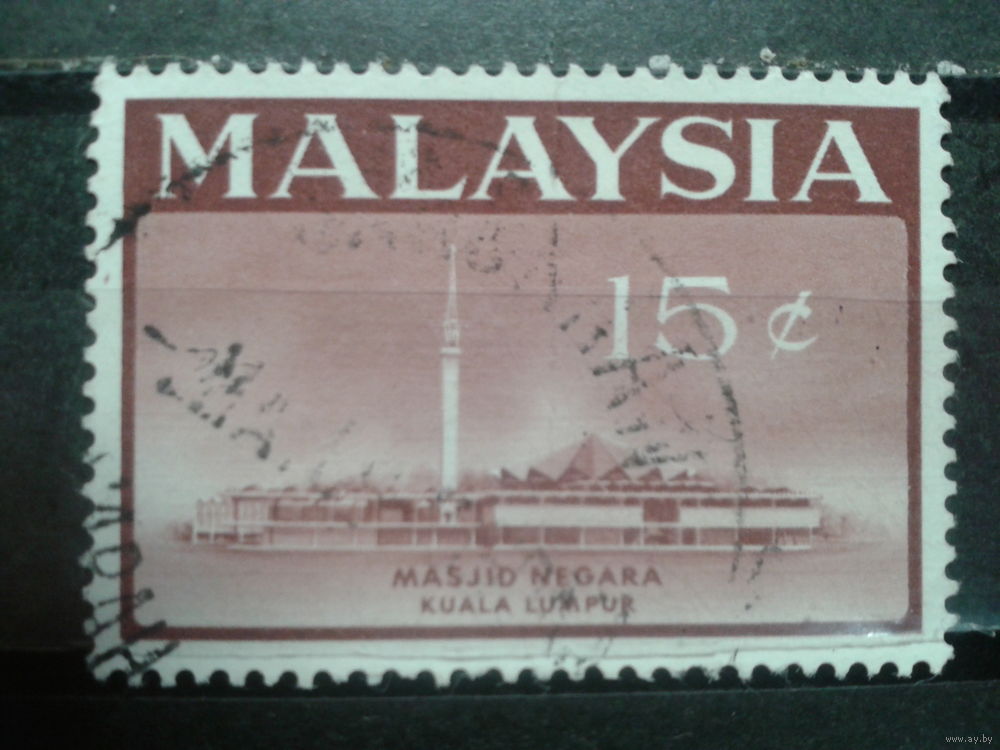 MALAYSIA
15¢
MASJID NEGARA
KUALA LUMPUR
www.ay.by